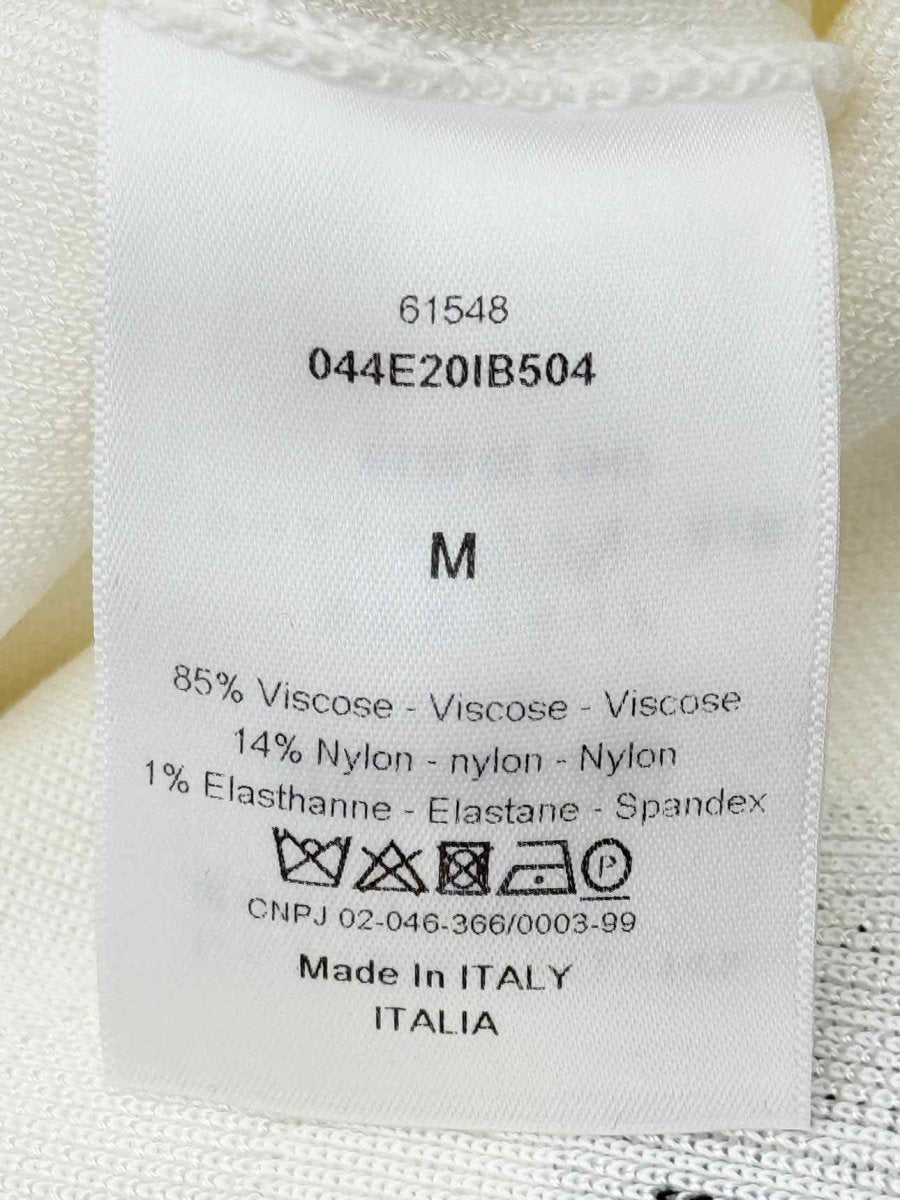 61548
044E20IB504
M
85% Viscose - Viscose - Viscose
14% Nylon - nylon - Nylon
1% Elasthanne - Elastane - Spandex
P
CNPJ 02-046-366/0003-99
Made In ITALY
ITALIA